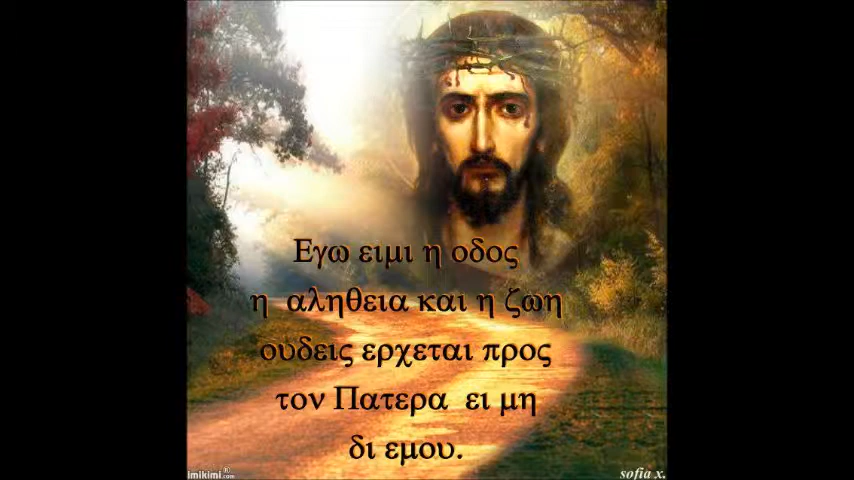 Εγω ειμι η οδος
η αληθεια και η ζωη
ουδεις ερχεται προς
τον Πατερα ει μη
δι εμου.
imikimi.com®
sofia x.